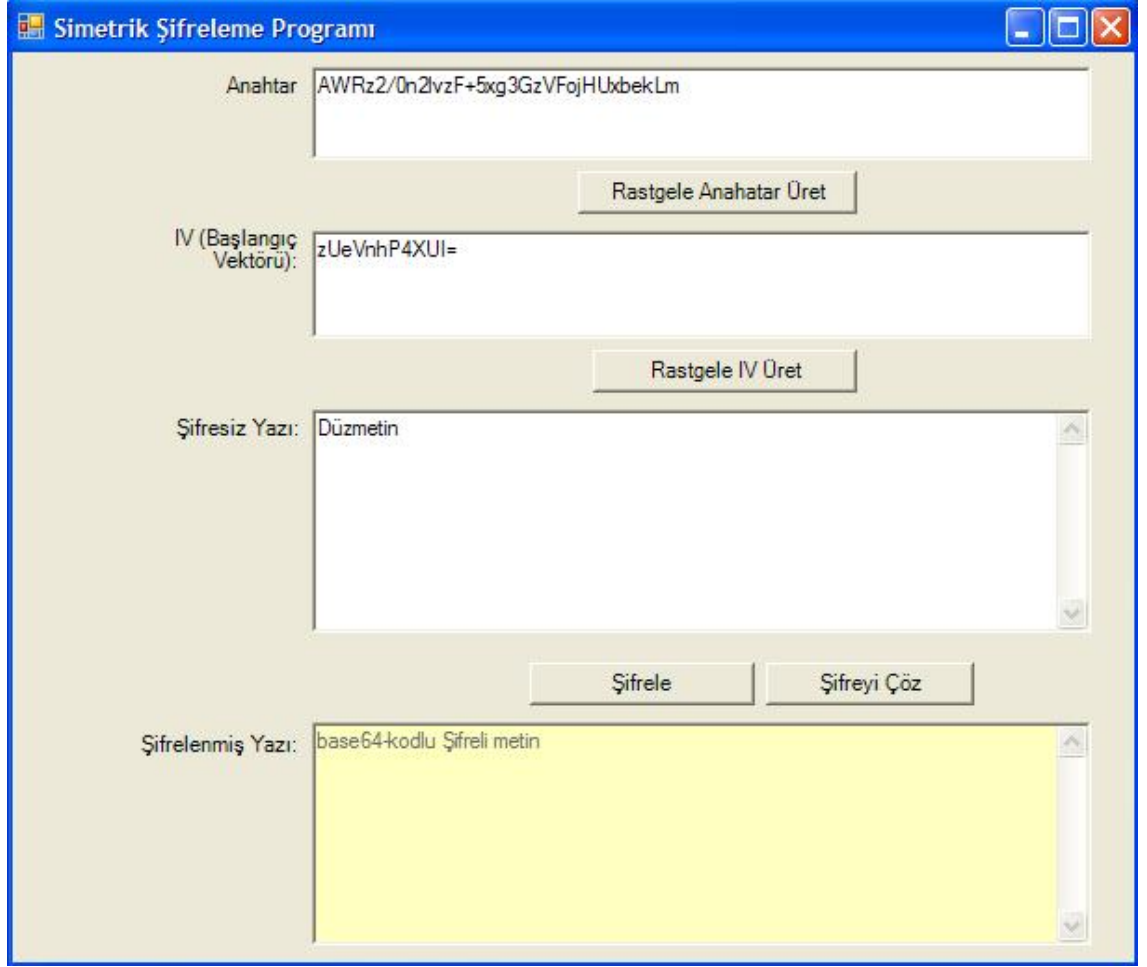 Simetrik Şifreleme Programı
Anahtar
AWRz2/0n2lvzF+5xg3GzVFojHUxbekLm
Rastgele Anahatar Üret
IV (Başlangıç
Vektörü):
zUeVnhP4XUI=
Rastgele IV Üret
Şifresiz Yazı:
Düzmetin
Şifrele
Şifreyi Çöz
Şifrelenmiş Yazı:
base64-kodlu Şifreli metin